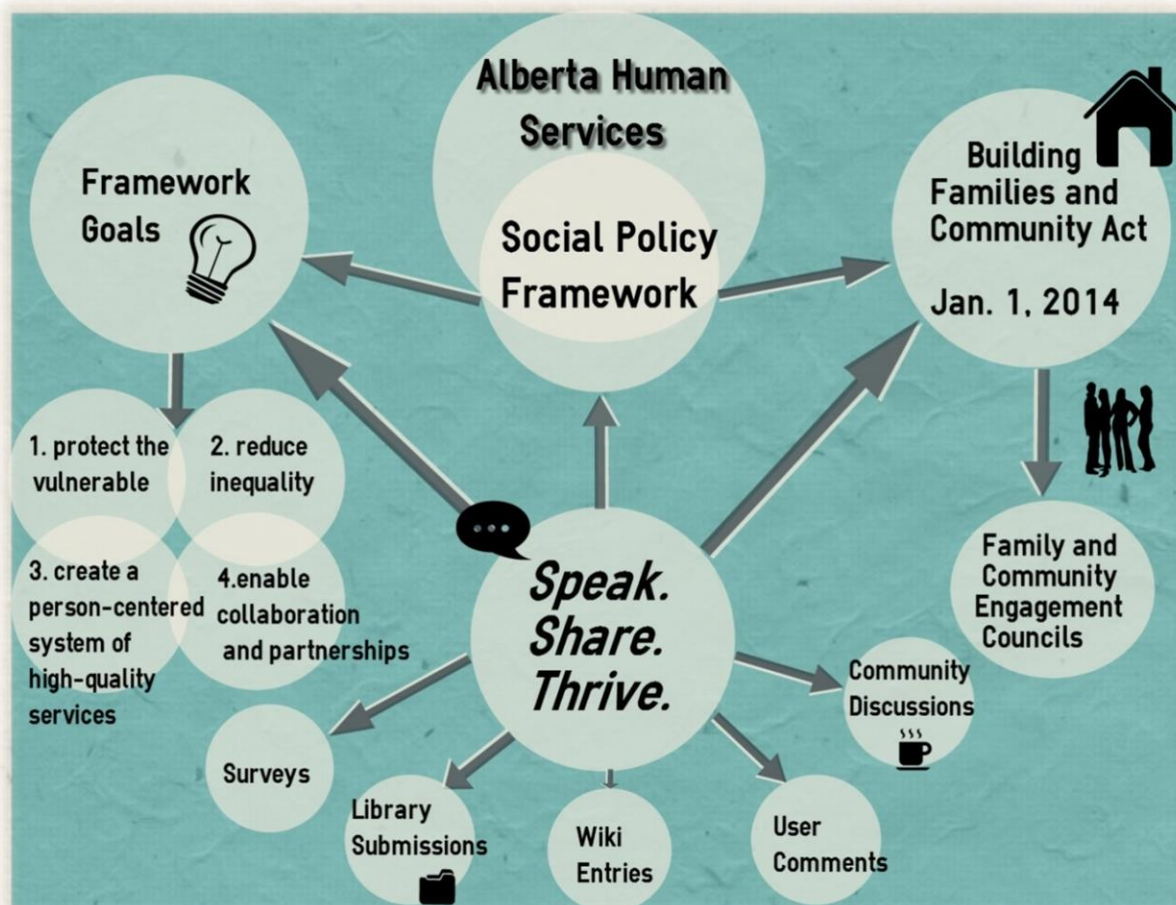 Alberta Human
Services
Social Policy
Framework
Framework
Goals
Building
Families and
Community Act
Jan. 1, 2014
1. protect the
vulnerable
2. reduce
inequality
3. create a
person-centered
system of
high-quality
services
4.enable
collaboration
and partnerships
Family and
Community
Engagement
Councils
Speak.
Share.
Thrive.
Community
Discussions
Surveys
Library
Submissions
Wiki
Entries
User
Comments